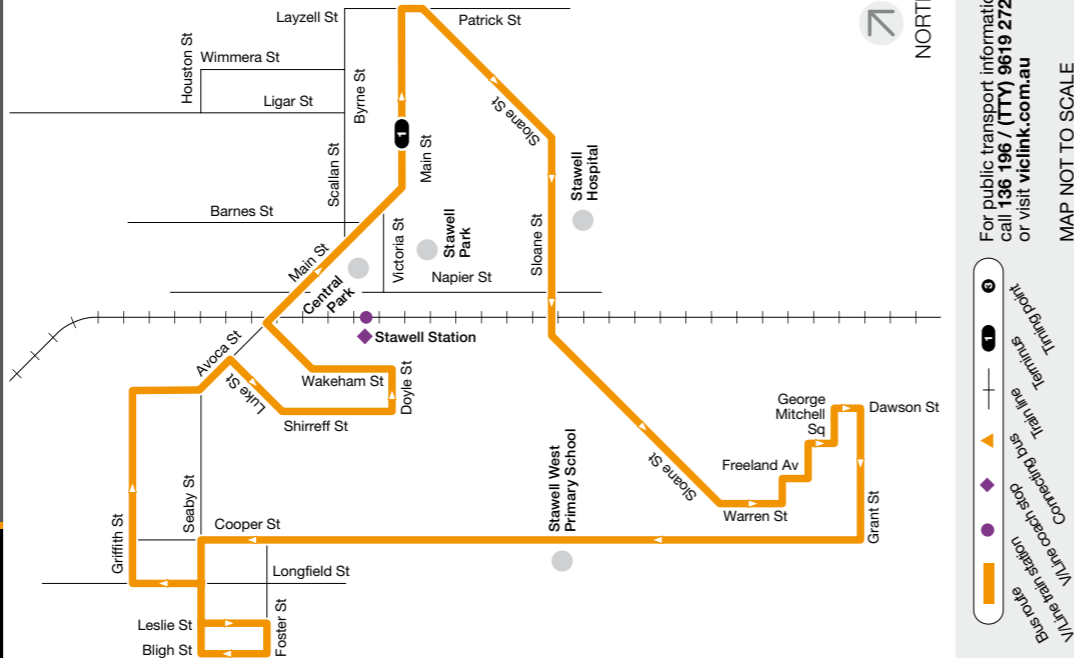 Layzell St
Patrick St
Houston St
Wimmera St
Ligar St
Byrne St
Sloane St
1
Main St
Scallan St
Barnes St
Victoria St
Stawell
Park
Stawell
Hospital
Sloane St
Main St
Central
Park
Napier St
Stawell Station
Avoca St
Luke St
Wakeham St
Doyle St
Shirreff St
George
Mitchell
Sq
Dawson St
Freeland Av
Sloane St
Warren St
Stawell West
Primary School
Grant St
Seaby St
Cooper St
Griffith St
Longfield St
Leslie St
Foster St
Bligh St
For public transport informatio
call 136 196 / (TTY) 9619 272
or visit viclink.com.au
MAP NOT TO SCALE
3
1
Timing point
Terminus
Train line
Connecting bus
V/Line coach stop
V/Line train station
Bus route